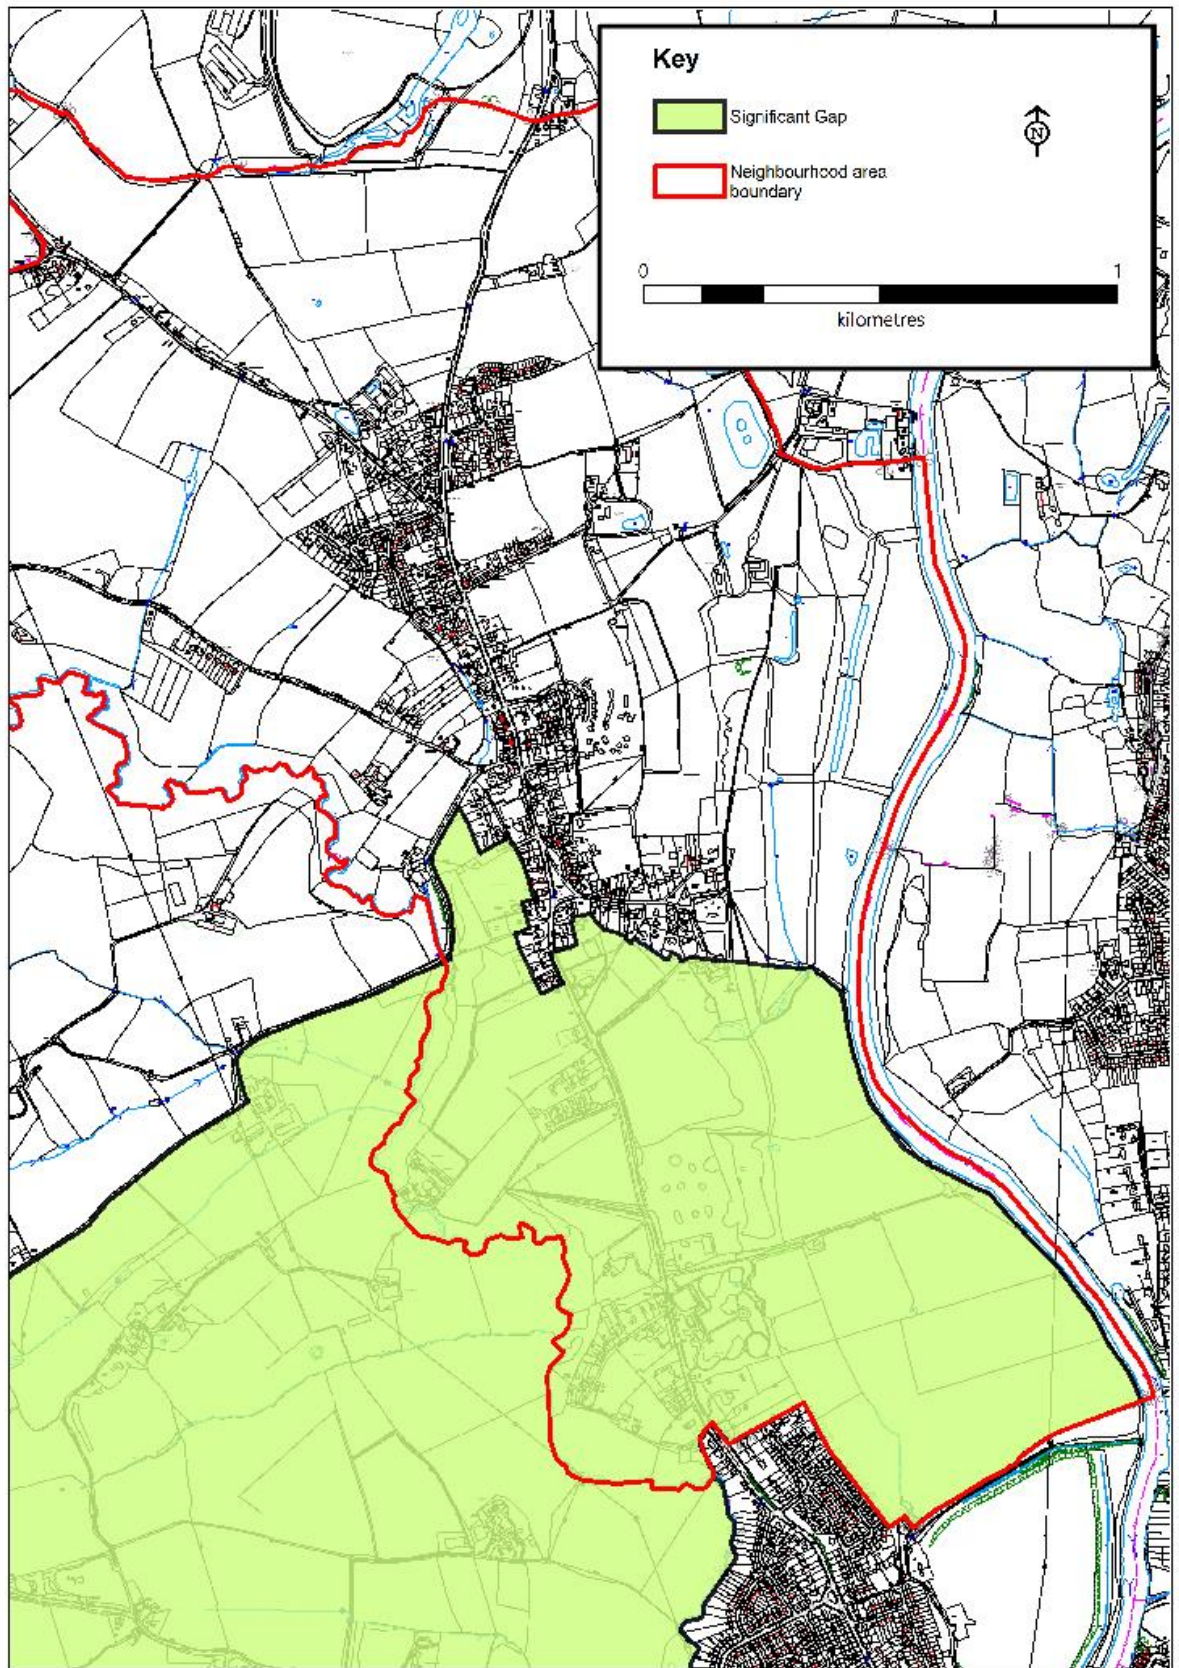 Key
Significant Gap
N
Neighbourhood area
boundary
0 1
kilometres